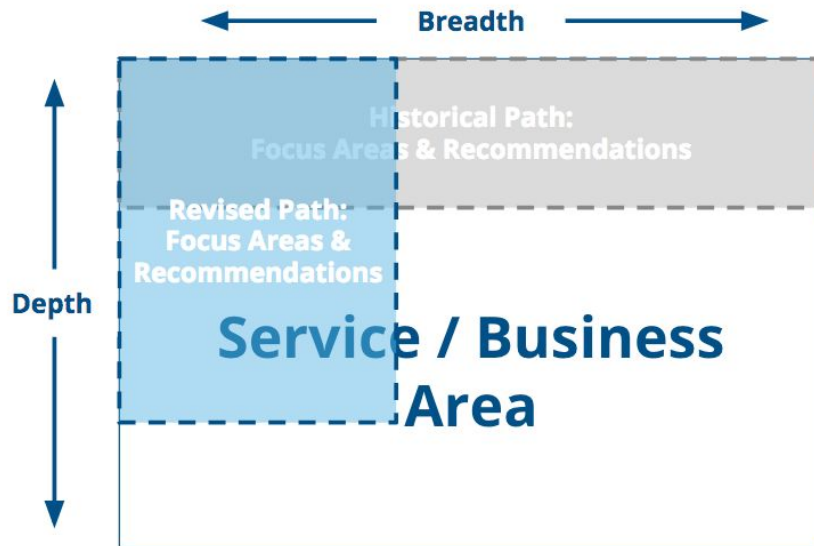 Breadth
Historical Path:
Focus Areas & Recommendations
Revised Path:
Focus Areas &
Recommendations
Depth
Service / Business
Area